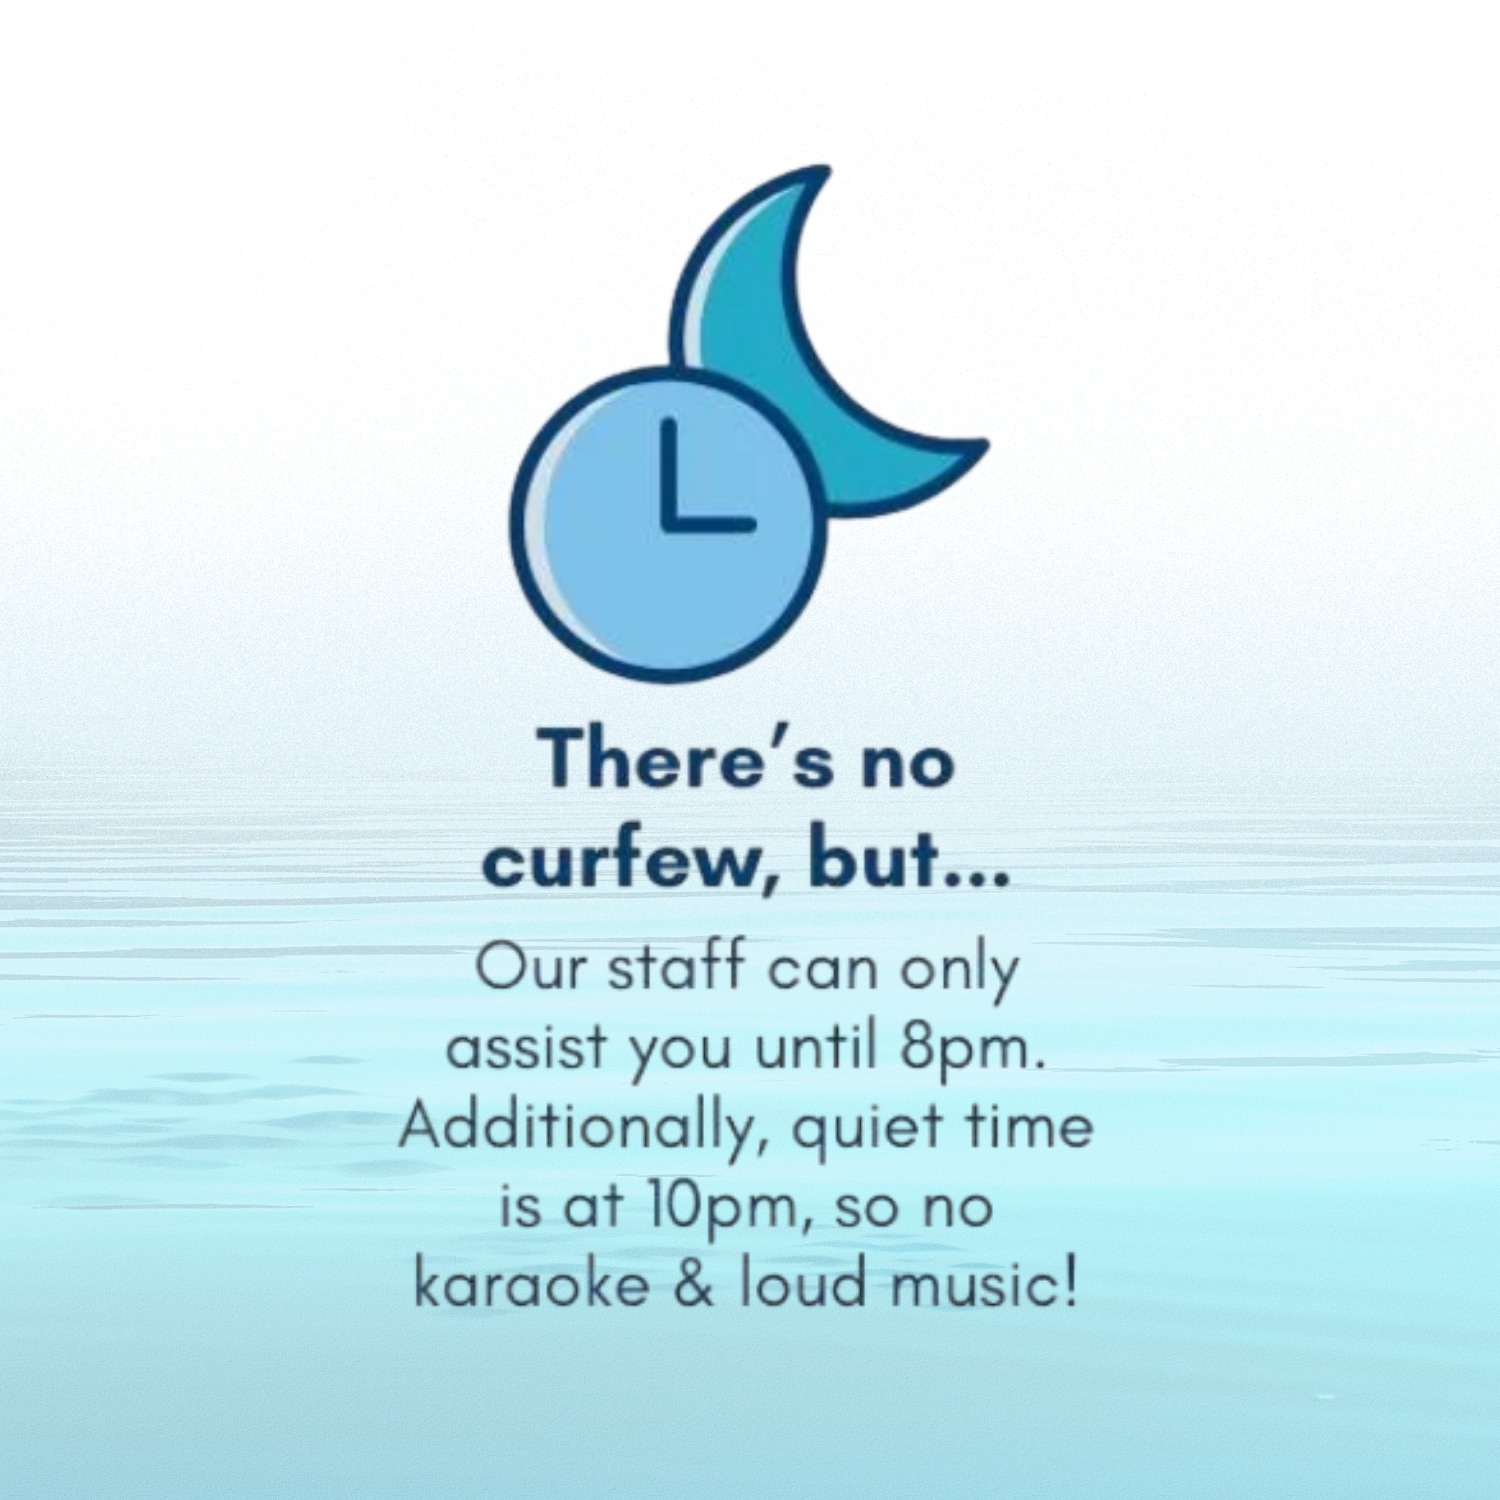 There's no
curfew, but...
Our staff can only
assist you until 8pm.
Additionally, quiet time
is at 10pm, so no
karaoke & loud music!